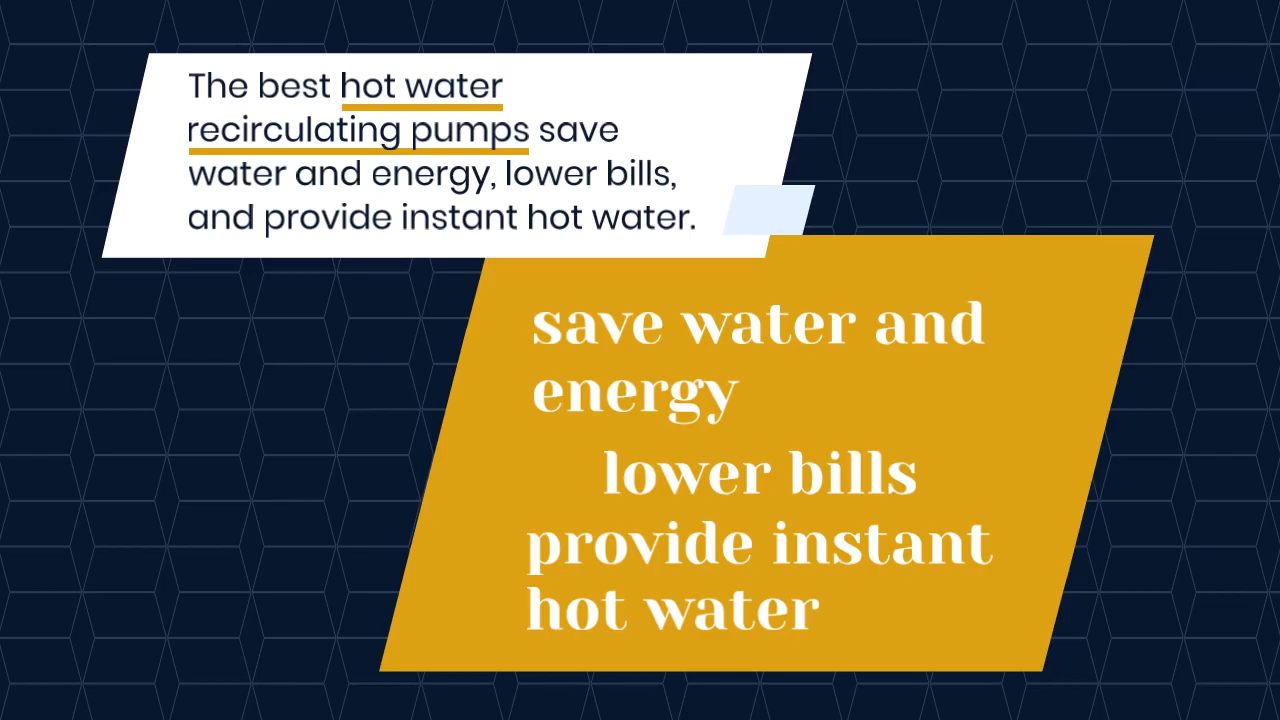 The best hot water
recirculating pumps save
water and energy, lower bills,
and provide instant hot water.
save water and
energy
lower bills
provide instant
hot water